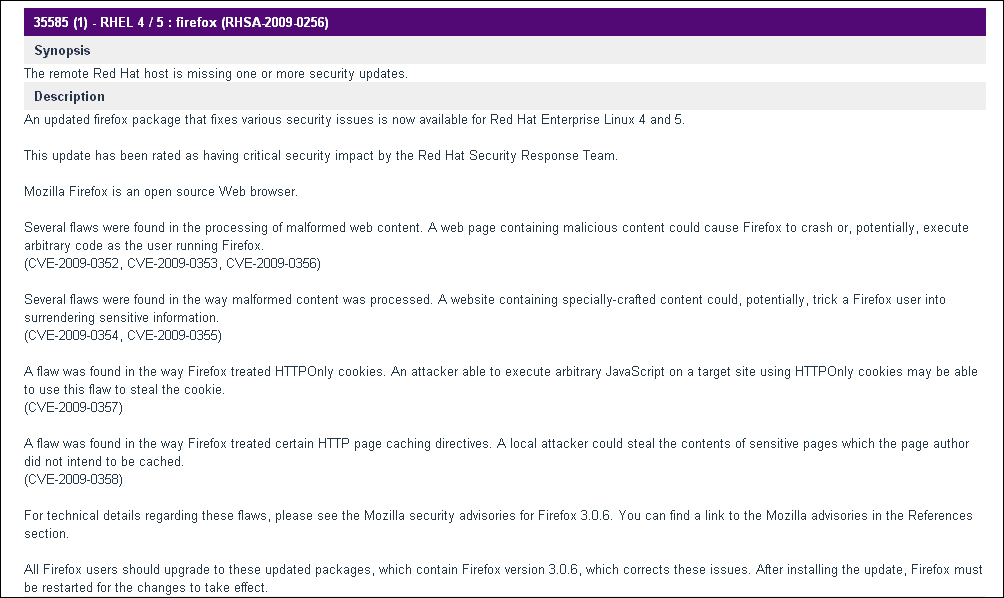 35585 (1) - RHEL 4 / 5 : firefox (RHSA-2009-0256)
Synopsis
The remote Red Hat host is missing one or more security updates.
Description
An updated firefox package that fixes various security issues is now available for Red Hat Enterprise Linux 4 and 5.
This update has been rated as having critical security impact by the Red Hat Security Response Team.
Mozilla Firefox is an open source Web browser.
Several flaws were found in the processing of malformed web content. A web page containing malicious content could cause Firefox to crash or, potentially, execute
arbitrary code as the user running Firefox.
(CVE-2009-0352, CVE-2009-0353, CVE-2009-0356)
Several flaws were found in the way malformed content was processed. A website containing specially-crafted content could, potentially, trick a Firefox user into
surrendering sensitive information.
(CVE-2009-0354, CVE-2009-0355)
A flaw was found in the way Firefox treated HTTPOnly cookies. An attacker able to execute arbitrary JavaScript on a target site using HTTPOnly cookies may be able
to use this flaw to steal the cookie.
(CVE-2009-0357)
A flaw was found in the way Firefox treated certain HTTP page caching directives. A local attacker could steal the contents of sensitive pages which the page author
did not intend to be cached.
(CVE-2009-0358)
For technical details regarding these flaws, please see the Mozilla security advisories for Firefox 3.0.6. You can find a link to the Mozilla advisories in the References
section.
All Firefox users should upgrade to these updated packages, which contain Firefox version 3.0.6, which corrects these issues. After installing the update, Firefox must
be restarted for the changes to take effect.